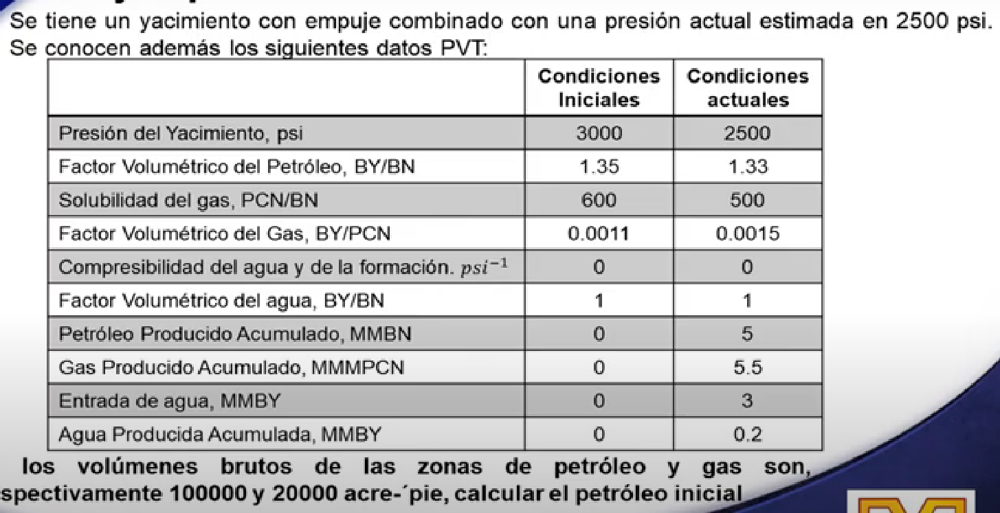 Se tiene un yacimiento con empuje combinado con una presión actual estimada en 2500 psi.
Se conocen además los siguientes datos PVT:
Condiciones Iniciales Condiciones actuales
Presión del Yacimiento, psi 3000 2500
Factor Volumétrico del Petróleo, BY/BN 1.35 1.33
Solubilidad del gas, PCN/BN 600 500
Factor Volumétrico del Gas, BY/PCN 0.0011 0.0015
Compresibilidad del agua y de la formación. psi⁻¹ 0 0
Factor Volumétrico del agua, BY/BN 1 1
Petróleo Producido Acumulado, MMBN 0 5
Gas Producido Acumulado, MMMPCN 0 5.5
Entrada de agua, MMBY 0 3
Agua Producida Acumulada, MMBY 0 0.2
los volúmenes brutos de las zonas de petróleo y gas son,
spectivamente 100000 y 20000 acre-´pie, calcular el petróleo inicial